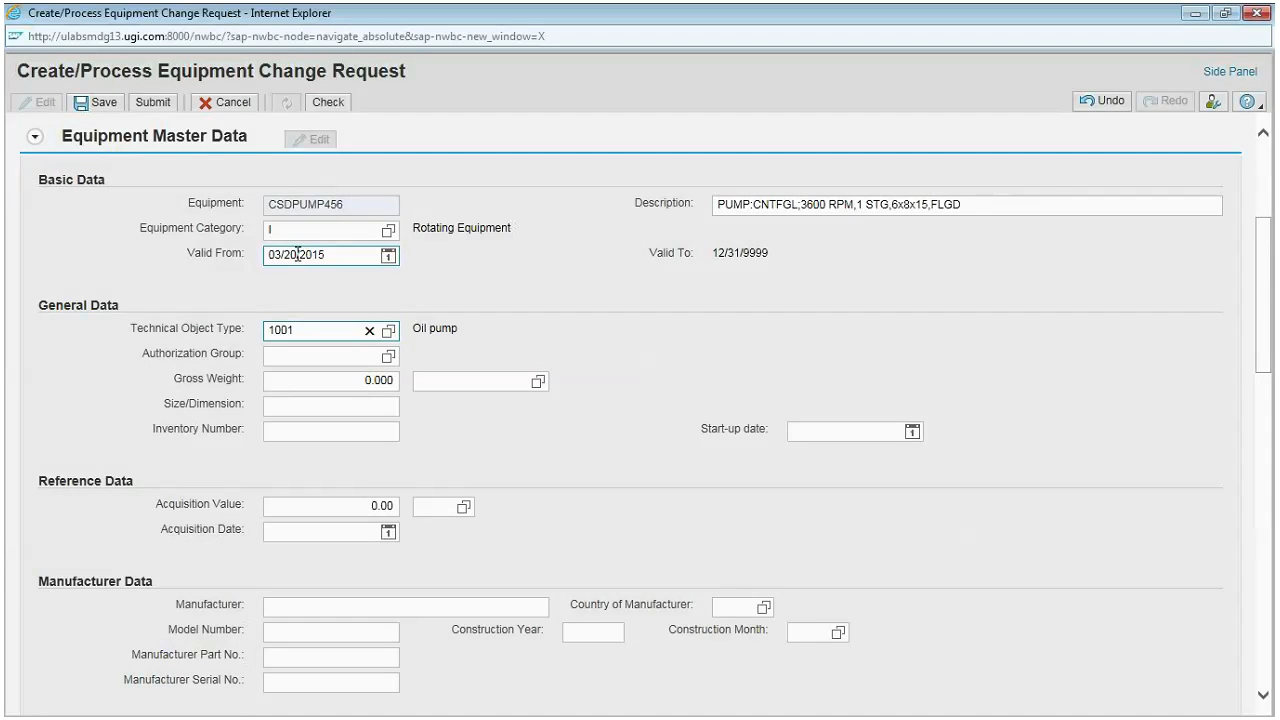 Create/Process Equipment Change Request - Internet Explorer
http://ulabsmdg13.ugi.com:8000/nwbc/?sap-nwbc-node=navigate_absolute&sap-nwbc-new_window=X
Create/Process Equipment Change Request
Side Panel
Edit Save Submit Cancel Check Undo Redo
Equipment Master Data Edit
Basic Data
Equipment: CSDPUMP456 Description: PUMP:CNTFGL;3600 RPM,1 STG,6x8x15,FLGD
Equipment Category: I Rotating Equipment
Valid From: 03/20/2015 Valid To: 12/31/9999
General Data
Technical Object Type: 1001 Oil pump
Authorization Group:
Gross Weight: 0.000
Size/Dimension:
Inventory Number: Start-up date:
Reference Data
Acquisition Value: 0.00
Acquisition Date:
Manufacturer Data
Manufacturer: Country of Manufacturer:
Model Number: Construction Year: Construction Month:
Manufacturer Part No.:
Manufacturer Serial No.: